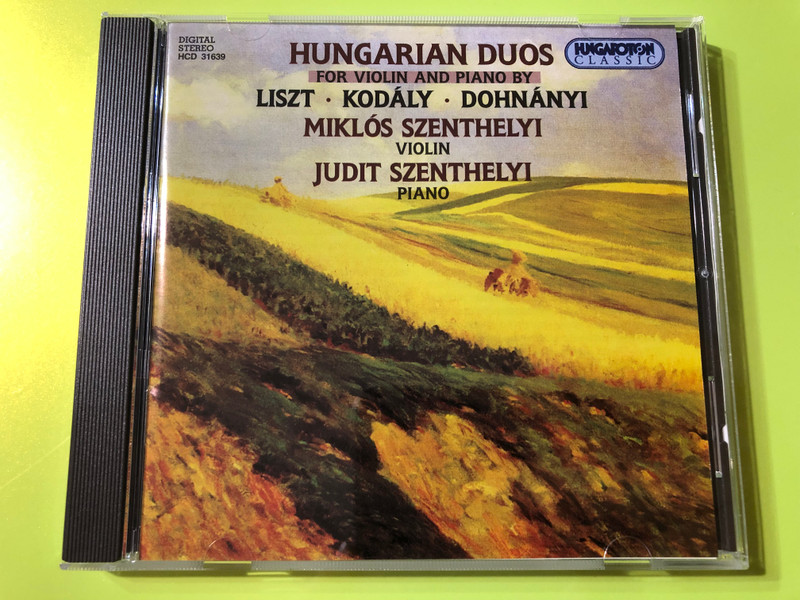 DIGITAL
STEREO
HCD 31639
HUNGARIAN DUOS
FOR VIOLIN AND PIANO BY
LISZT · KODÁLY · DOHNÁNYI
MIKLÓS SZENTHELYI
VIOLIN
JUDIT SZENTHELYI
PIANO
HUNGAROTON
CLASSIC